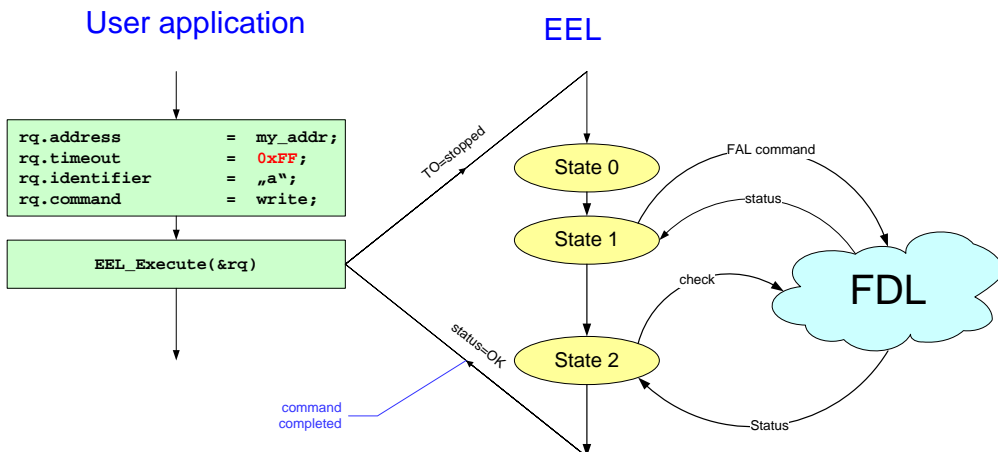 User application
EEL
rq.address = my_addr;
rq.timeout = 0xFF;
rq.identifier = „a“;
rq.command = write;
EEL_Execute(&rq)
TO=stopped
status=OK
command
completed
State 0
State 1
State 2
FAL command
status
check
Status
FDL